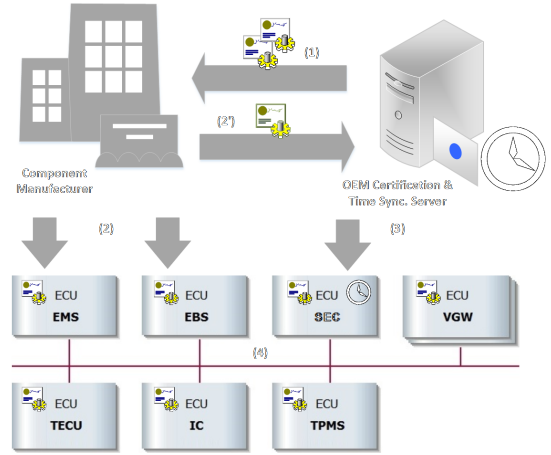 (1)
(2')
Component
Manufacturer
OEM Certification &
Time Sync. Server
(2)
(3)
ECU
EMS
ECU
EBS
ECU
SEC
ECU
VGW
(4)
ECU
TECU
ECU
IC
ECU
TPMS